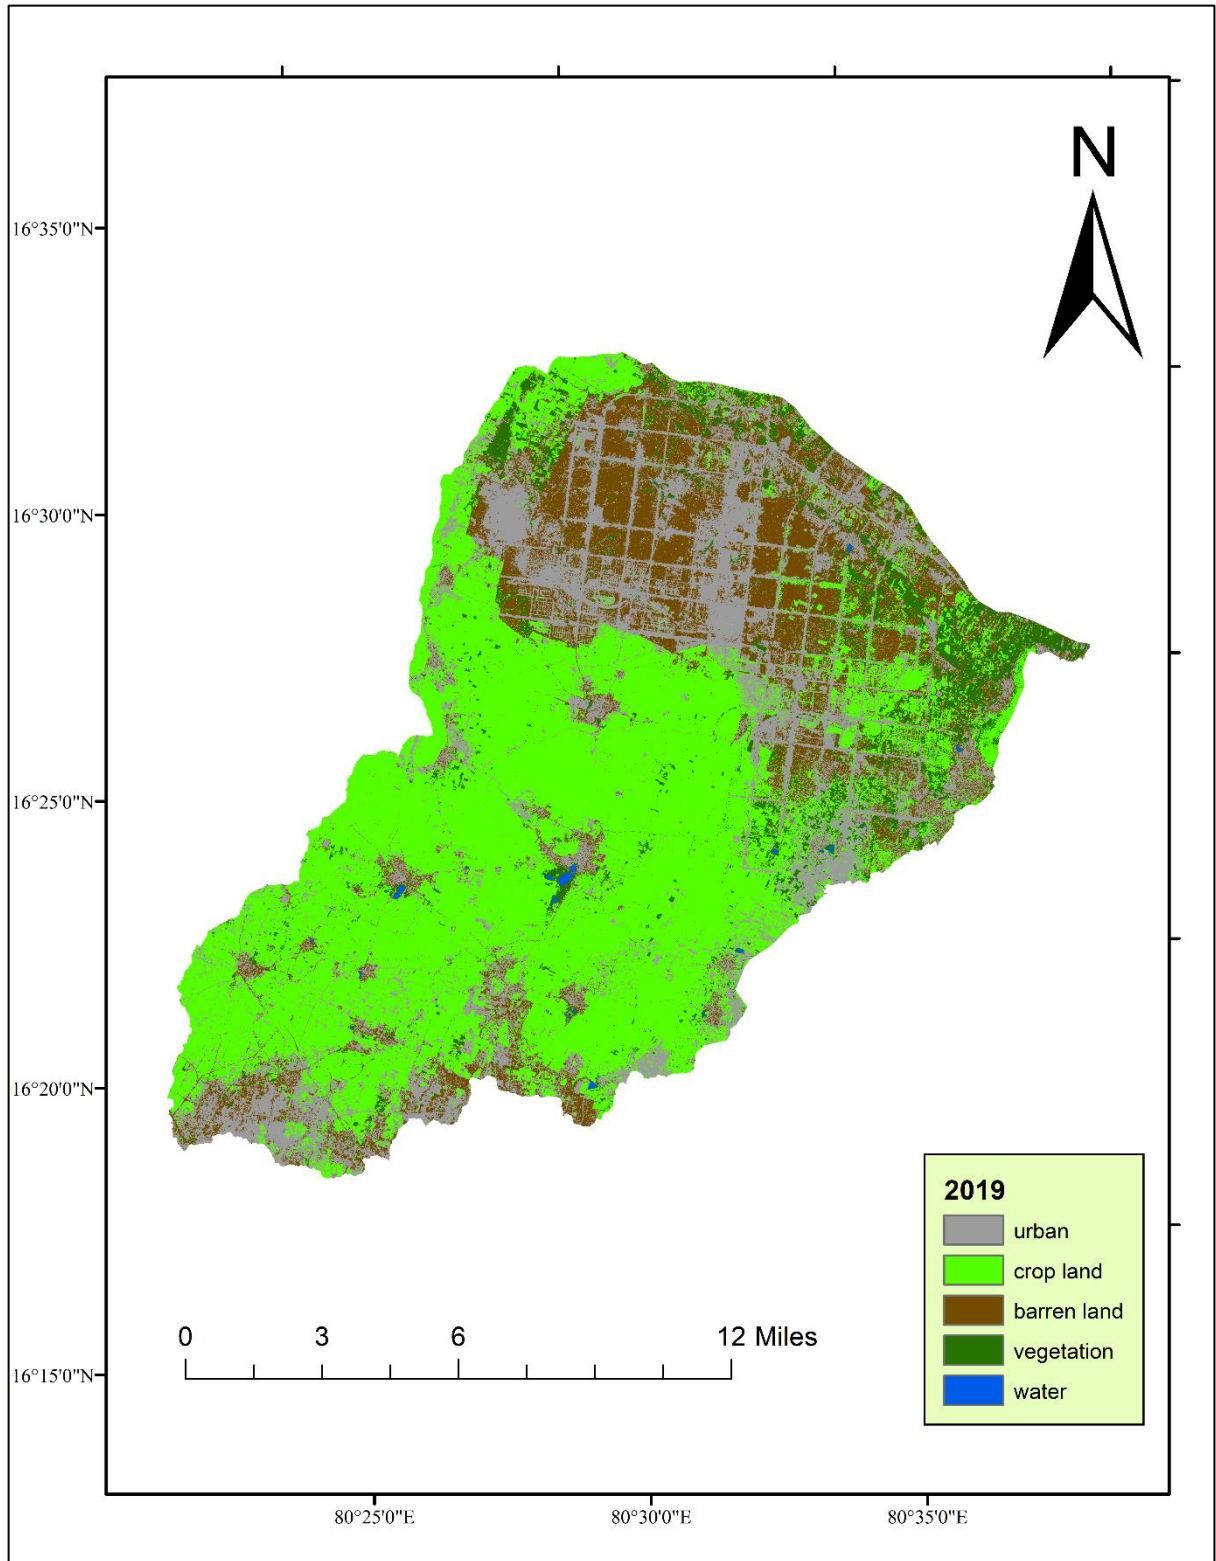 N
16°35'0"N
16°30'0"N
16°25'0"N
16°20'0"N
16°15'0"N
2019
urban
crop land
barren land
vegetation
water
0 3 6 12 Miles
80°25'0"E 80°30'0"E 80°35'0"E